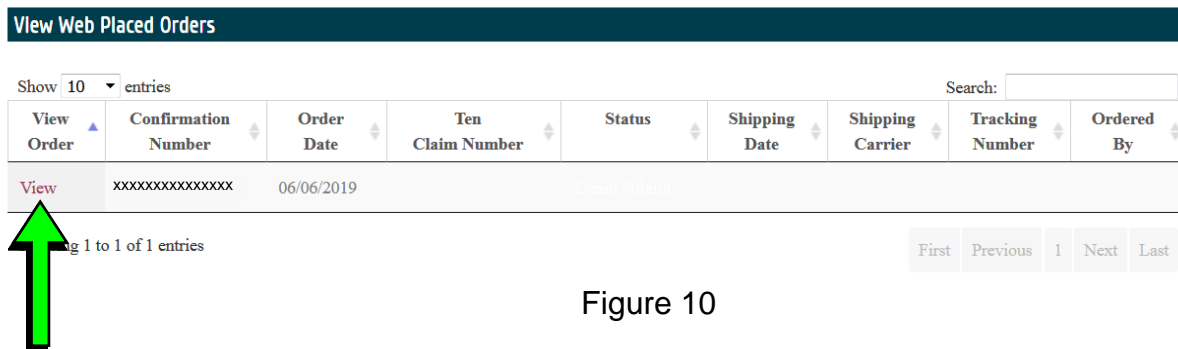 VIew Web Placed Orders
Show 10 entries Search:
View Order Confirmation Number Order Date Ten Claim Number Status Shipping Date Shipping Carrier Tracking Number Ordered By
View xxxxxxxxxxxxxxx 06/06/2019 Demo Submit
g 1 to 1 of 1 entries First Previous 1 Next Last
Figure 10